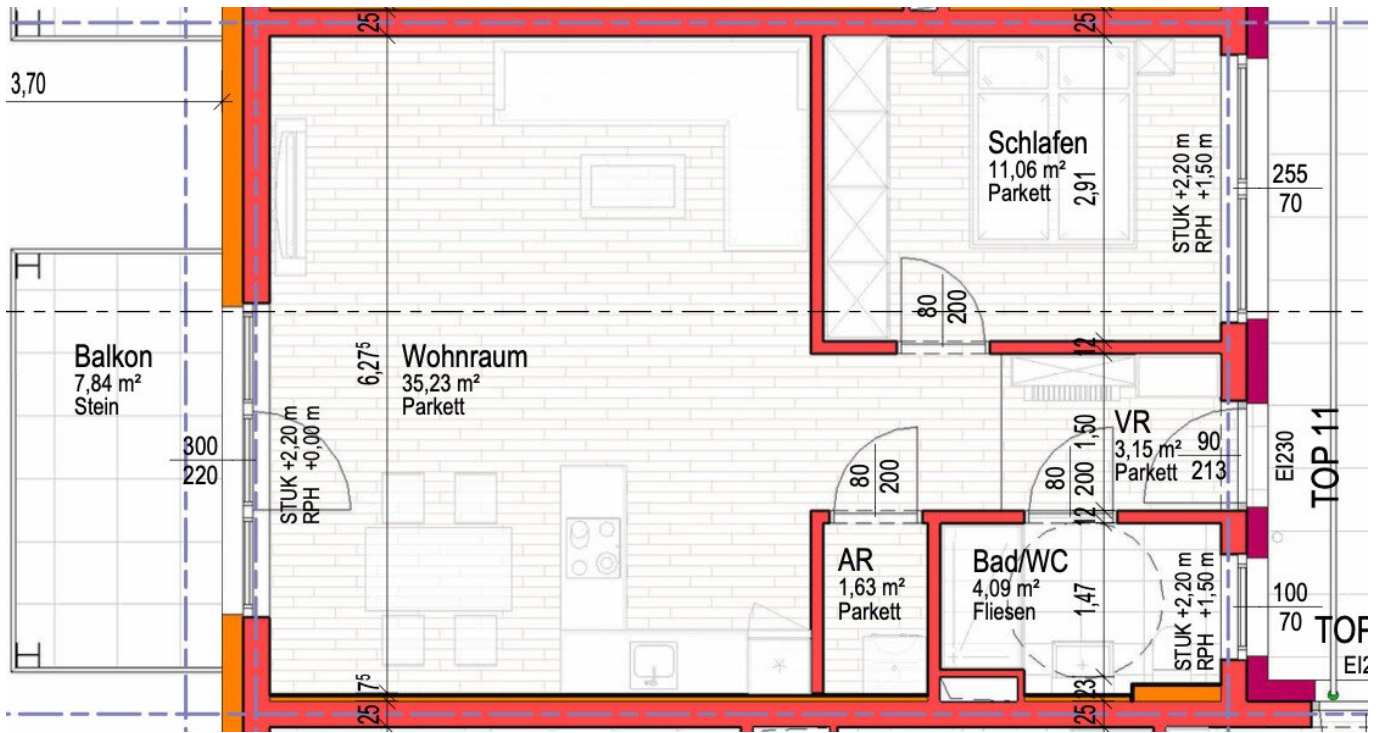 25
25
3,70
Schlafen
11,06 m²
Parkett
2,91
STUK +2,20 m
RPH +1,50 m
255
70
80
200
12
Balkon
7,84 m²
Stein
6,27⁵
Wohnraum
35,23 m²
Parkett
300
220
STUK +2,20 m
RPH +0,00 m
80
200
80
200
1,50
VR
3,15 m²
Parkett
90
213
EI230
TOP 11
12
AR
1,63 m²
Parkett
Bad/WC
4,09 m²
Fliesen
1,47
STUK +2,20 m
RPH +1,50 m
100
70
TOP
EI2
7⁵
25
23
25